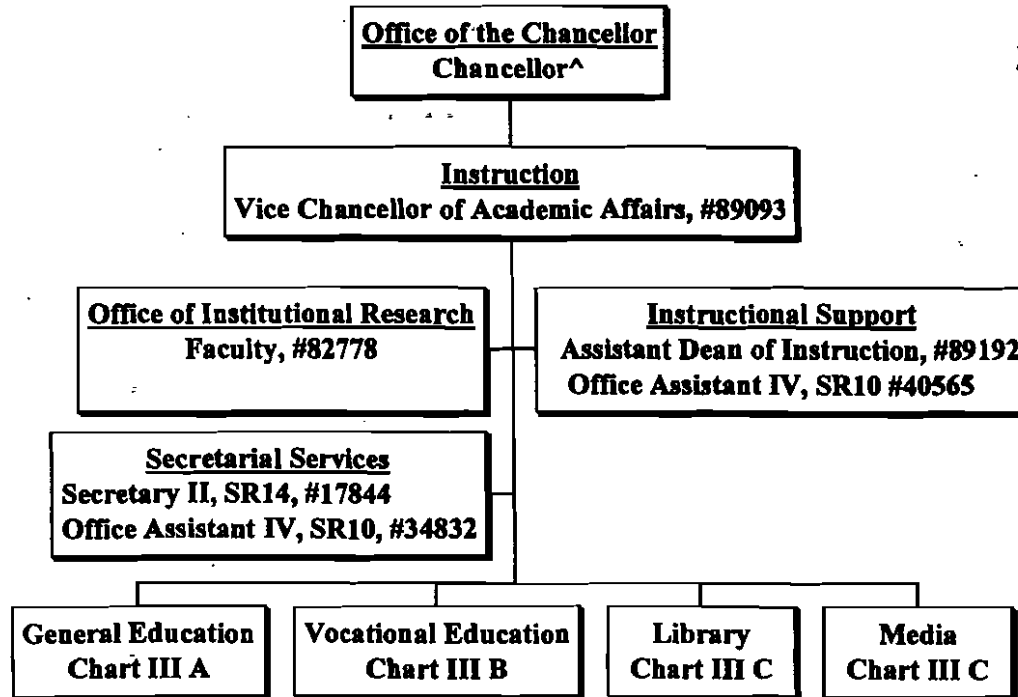 Office of the Chancellor
Chancellor^
Instruction
Vice Chancellor of Academic Affairs, #89093
Office of Institutional Research
Faculty, #82778
Instructional Support
Assistant Dean of Instruction, #89192
Office Assistant IV, SR10 #40565
Secretarial Services
Secretary II, SR14, #17844
Office Assistant IV, SR10, #34832
General Education
Chart III A
Vocational Education
Chart III B
Library
Chart III C
Media
Chart III C